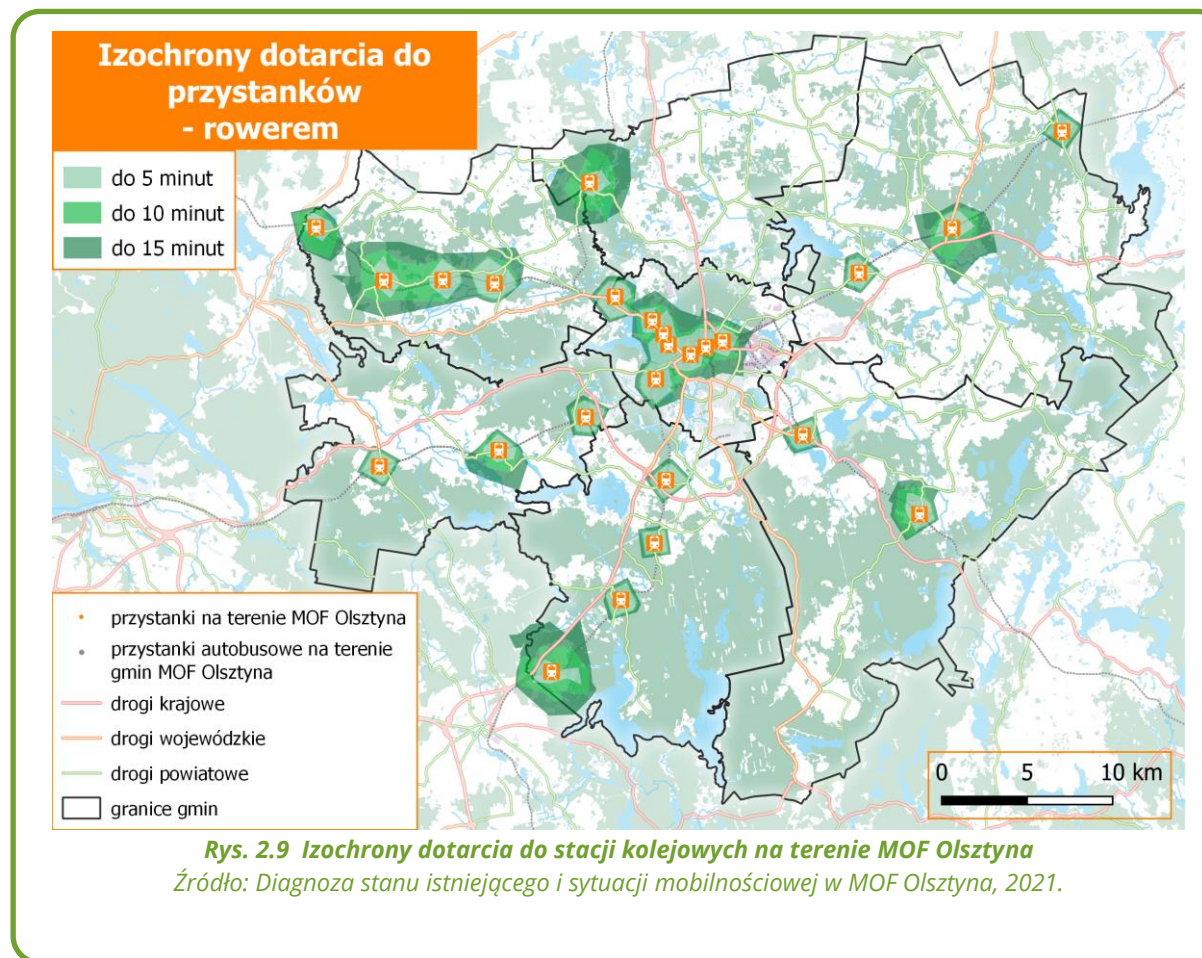 Izochrony dotarcia do
przystanków
- rowerem
do 5 minut
do 10 minut
do 15 minut
przystanki na terenie MOF Olsztyna
przystanki autobusowe na terenie
gmin MOF Olsztyna
drogi krajowe
drogi wojewódzkie
drogi powiatowe
granice gmin
0 5 10 km
Rys. 2.9 Izochrony dotarcia do stacji kolejowych na terenie MOF Olsztyna
Źródło: Diagnoza stanu istniejącego i sytuacji mobilnościowej w MOF Olsztyna, 2021.